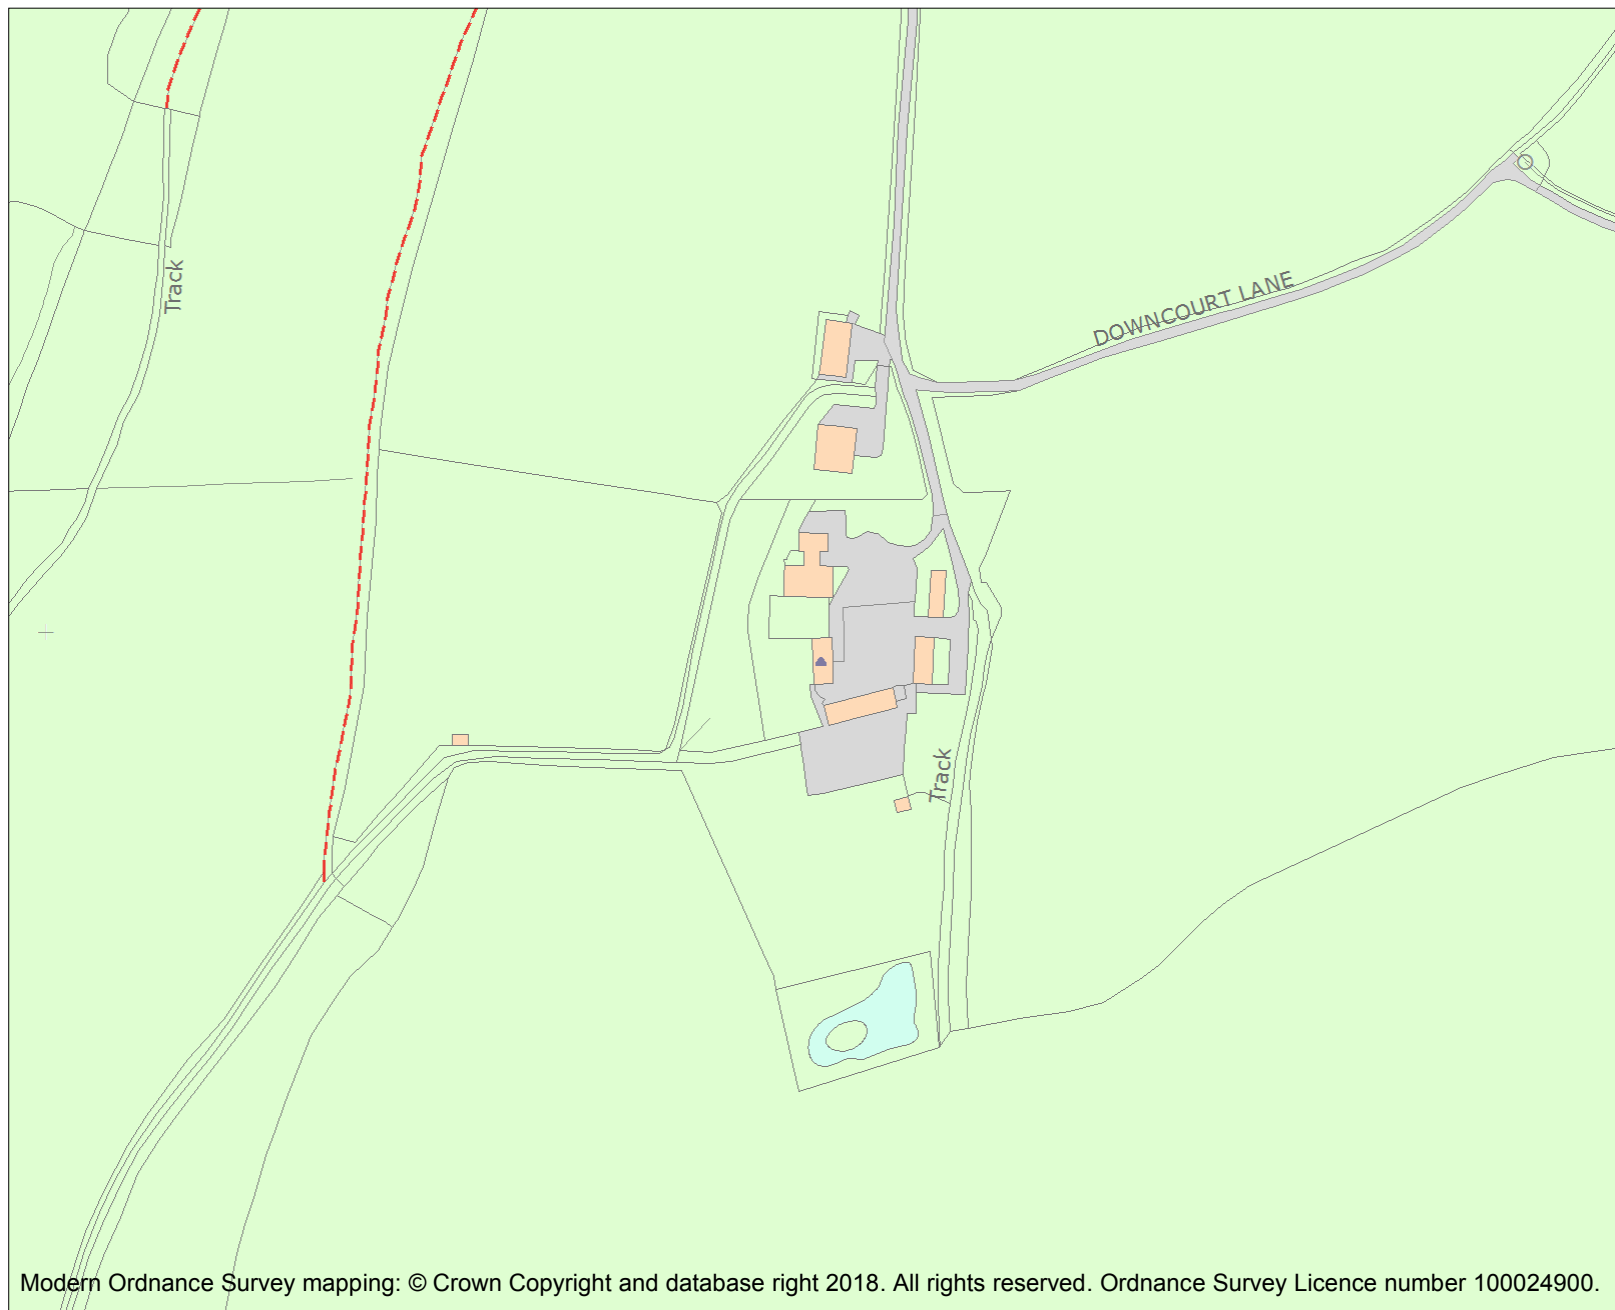 Track
DOWNCOURT LANE
Track
Modern Ordnance Survey mapping: © Crown Copyright and database right 2018. All rights reserved. Ordnance Survey Licence number 100024900.